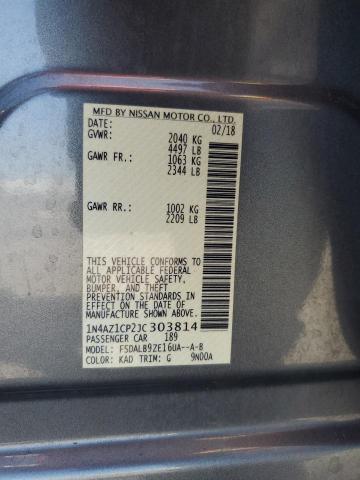 MFD BY NISSAN MOTOR CO., LTD.
DATE: 02/18
GVWR: 2040 KG
4497 LB
GAWR FR.: 1063 KG
2344 LB
GAWR RR.: 1002 KG
2209 LB
THIS VEHICLE CONFORMS TO
ALL APPLICABLE FEDERAL
MOTOR VEHICLE SAFETY,
BUMPER, AND THEFT
PREVENTION STANDARDS IN
EFFECT ON THE DATE OF
MANUFACTURE SHOWN ABOVE.
1N4AZ1CP2JC303814
PASSENGER CAR 189
MODEL: FSDALB9ZE16UA--A-B
COLOR: KAD TRIM: G 9N00A